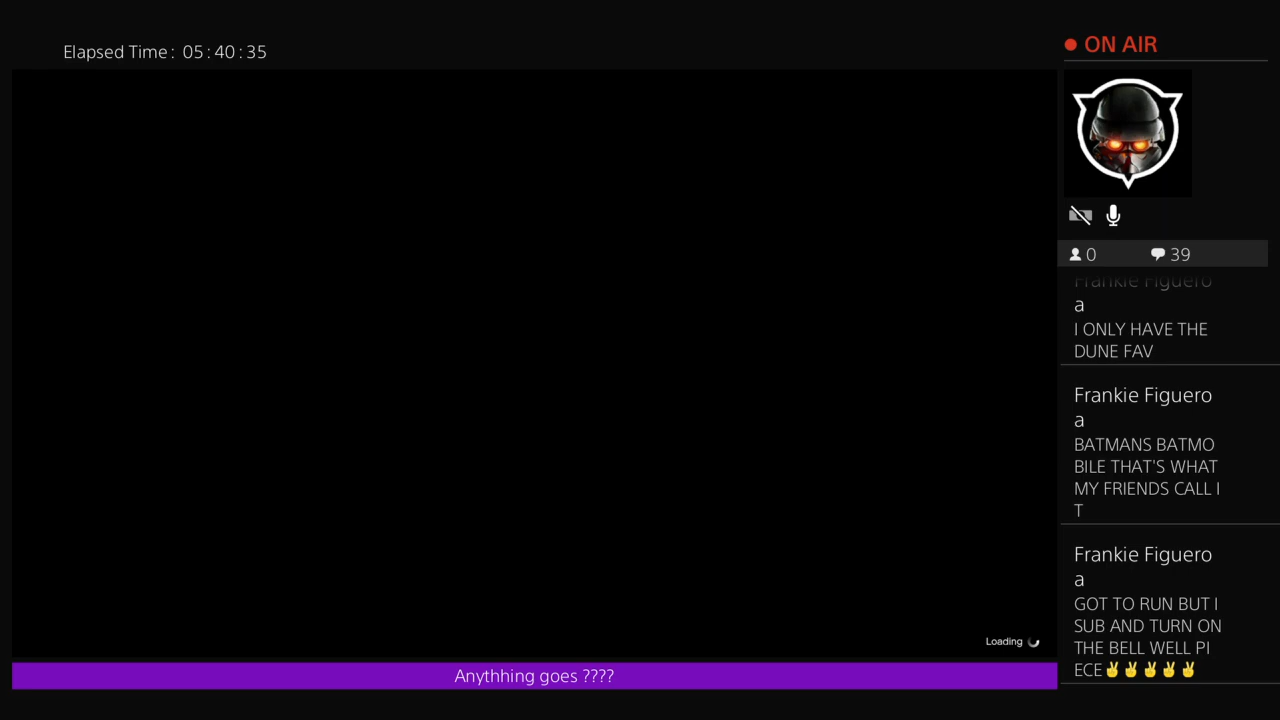 Elapsed Time: 05:40:35
ON AIR
0 39
Frankie Figuero
a
I ONLY HAVE THE
DUNE FAV
Frankie Figuero
a
BATMANS BATMO
BILE THAT'S WHAT
MY FRIENDS CALL I
T
Frankie Figuero
a
GOT TO RUN BUT I
SUB AND TURN ON
THE BELL WELL PI
ECE✌✌✌✌✌
Loading
Anythhing goes ????